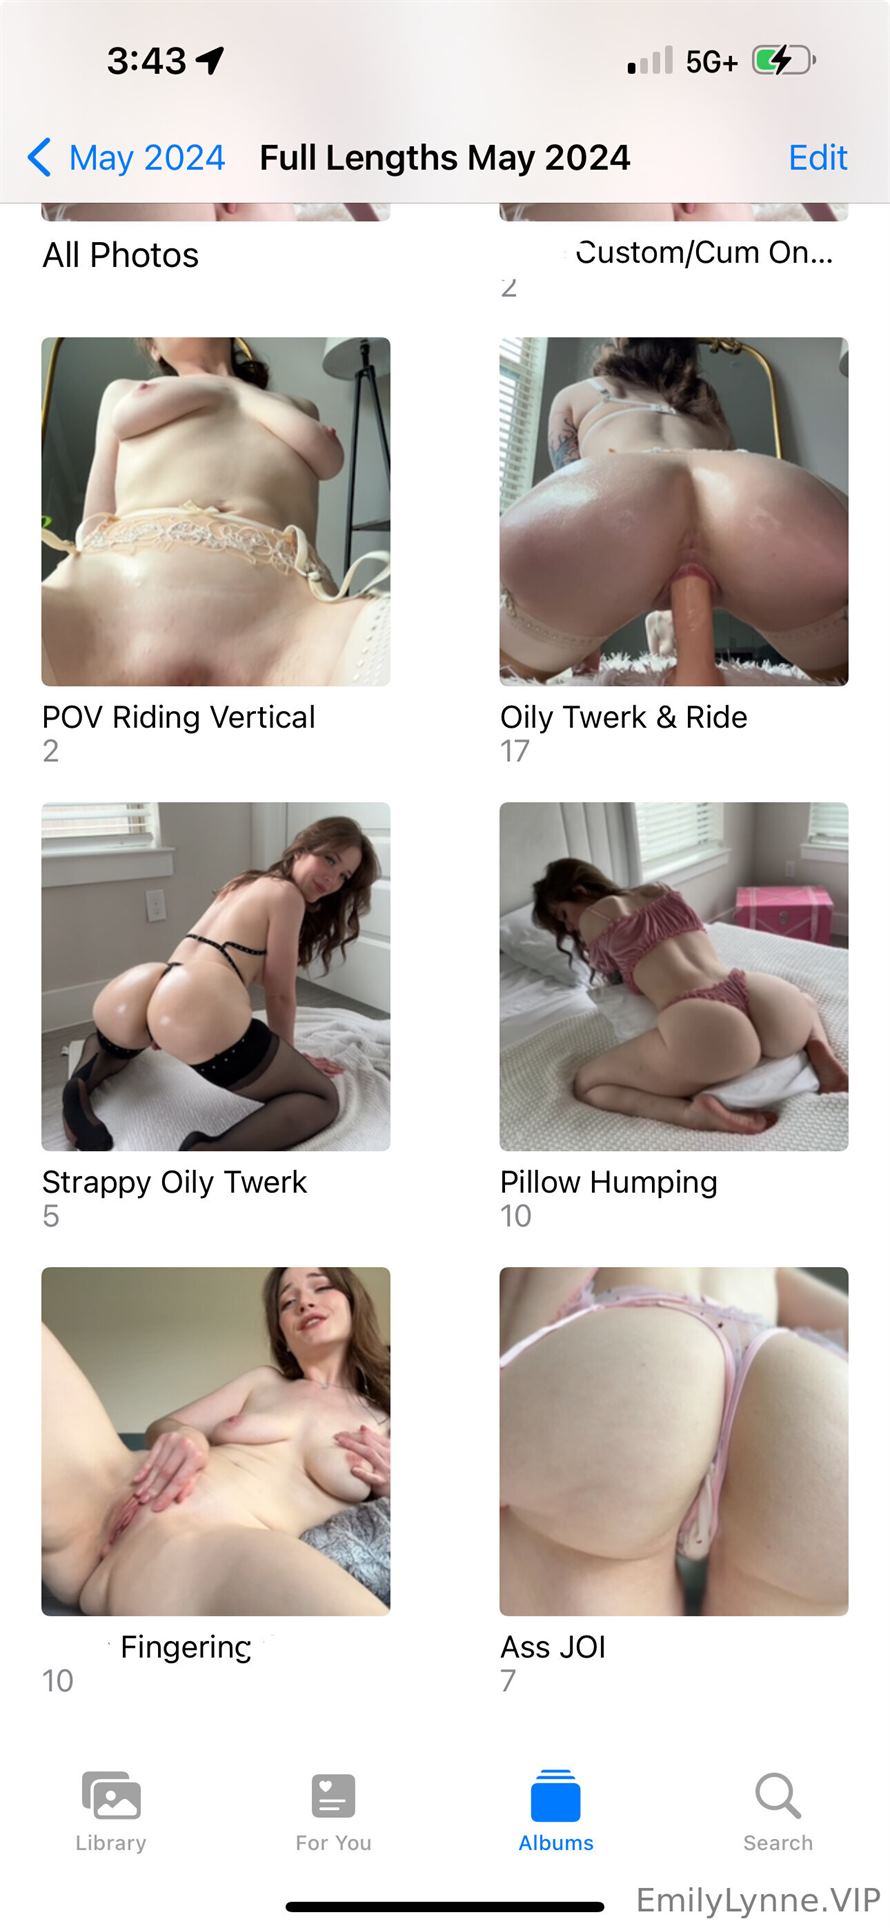 3:43
5G+
May 2024
Full Lengths May 2024
Edit
All Photos
Custom/Cum On...
2
POV Riding Vertical
2
Oily Twerk & Ride
17
Strappy Oily Twerk
5
Pillow Humping
10
Fingering
10
Ass JOI
7
Library
For You
Albums
Search
EmilyLynne.VIP